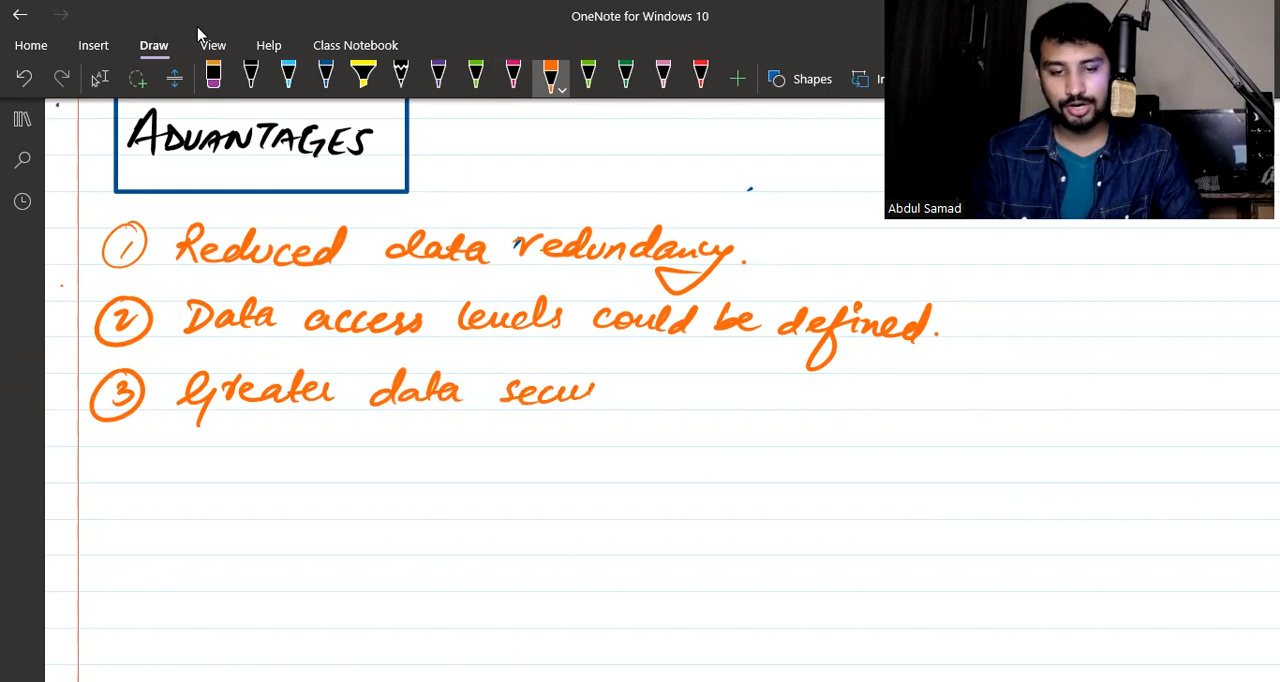 OneNote for Windows 10
Home Insert Draw View Help Class Notebook
Shapes In
Abdul Samad
ADVANTAGES
① Reduced data redundancy.
② Data access levels could be defined.
③ Greater data secu